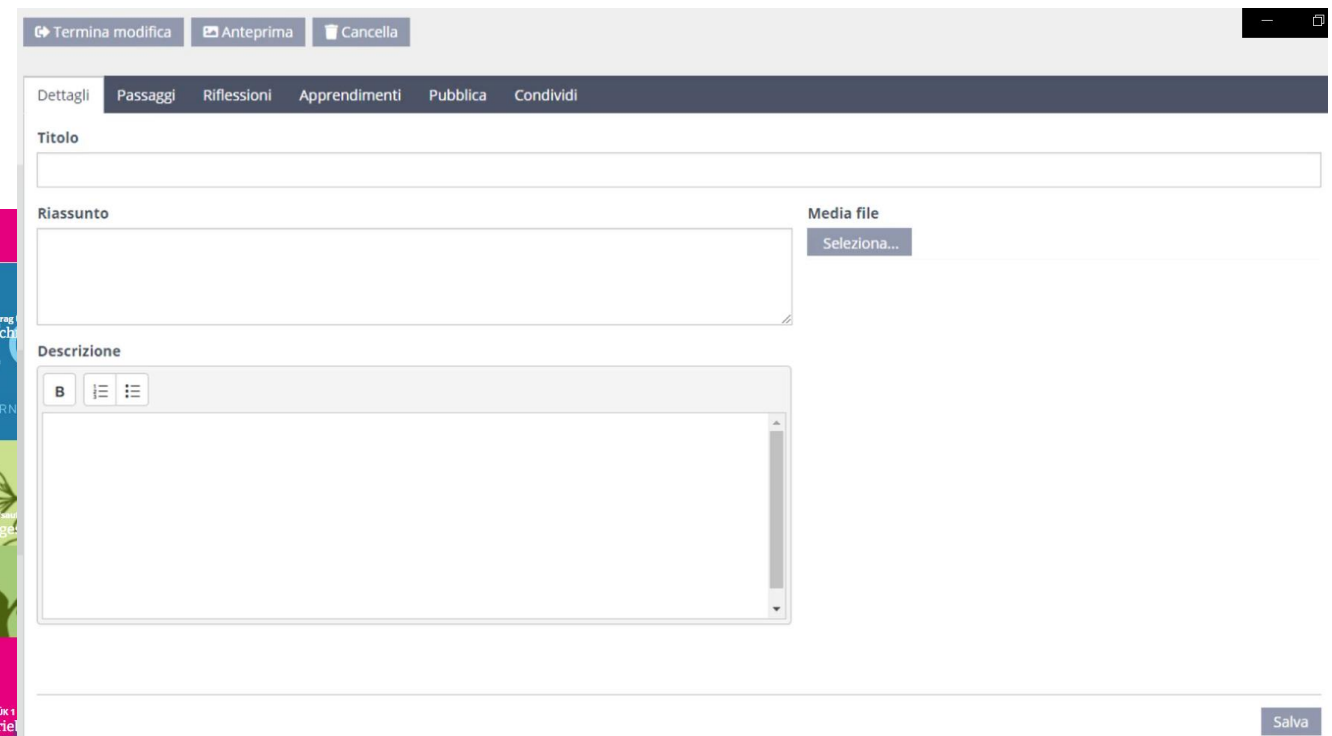 Termina modifica Anteprima Cancella
Dettagli Passaggi Riflessioni Apprendimenti Pubblica Condividi
Titolo
Riassunto
Media file
Seleziona...
Descrizione
B
Salva